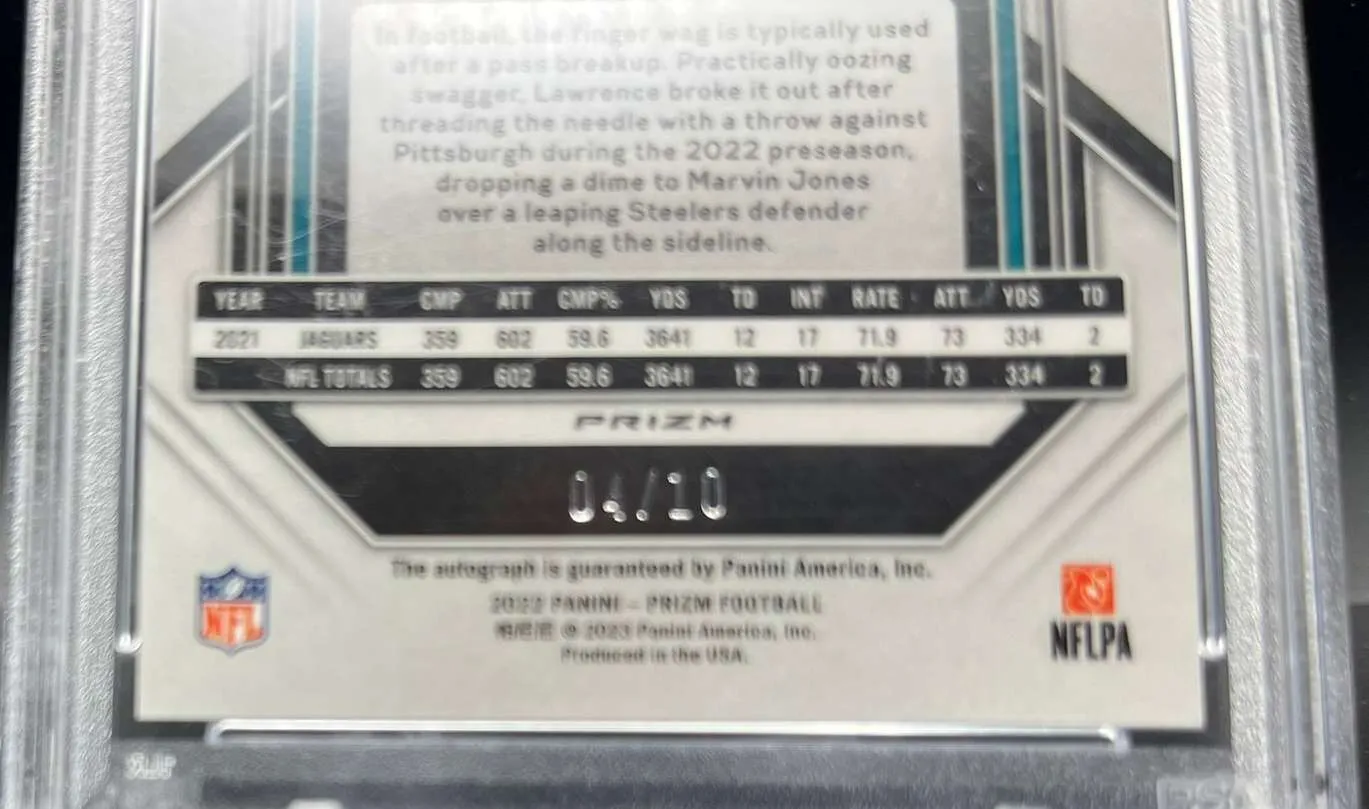 In football, the finger wag is typically used
after a pass breakup. Practically oozing
swagger, Lawrence broke it out after
threading the needle with a throw against
Pittsburgh during the 2022 preseason,
dropping a dime to Marvin Jones
over a leaping Steelers defender
along the sideline.
YEAR TEAM CMP ATT CMP% YDS TD INT RATE ATT YDS TD
2021 JAGUARS 359 602 59.6 3641 12 17 71.9 73 334 2
NFL TOTALS 359 602 59.6 3641 12 17 71.9 73 334 2
PRIZM
04/10
The autograph is guaranteed by Panini America, Inc.
2022 PANINI – PRIZM FOOTBALL
© 2023 Panini America, Inc.
Produced in the USA.
NFL
NFLPA